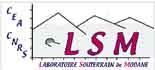 CEA
CNRS
LSM
LABORATOIRE SOUTERRAIN DE MODANE